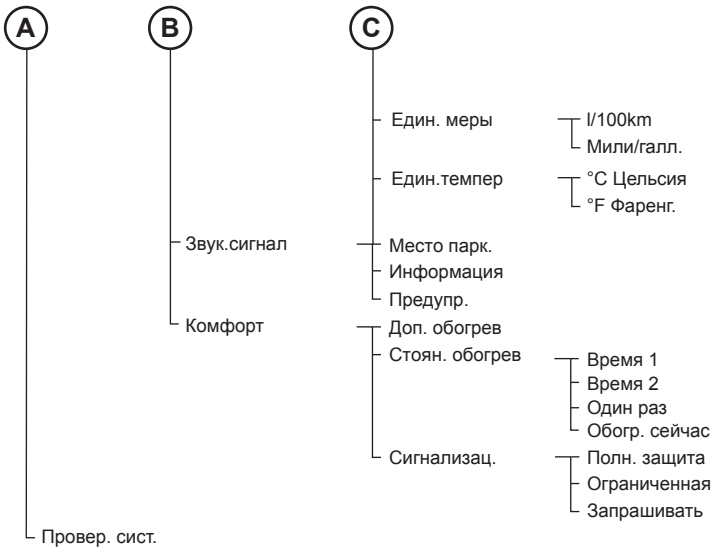 A
B
C
Един. меры
l/100km
Мили/галл.
Един.темпер
°C Цельсия
°F Фаренг.
Звук.сигнал
Место парк.
Информация
Предупр.
Комфорт
Доп. обогрев
Стоян. обогрев
Время 1
Время 2
Один раз
Обогр. сейчас
Сигнализац.
Полн. защита
Ограниченная
Запрашивать
Провер. сист.